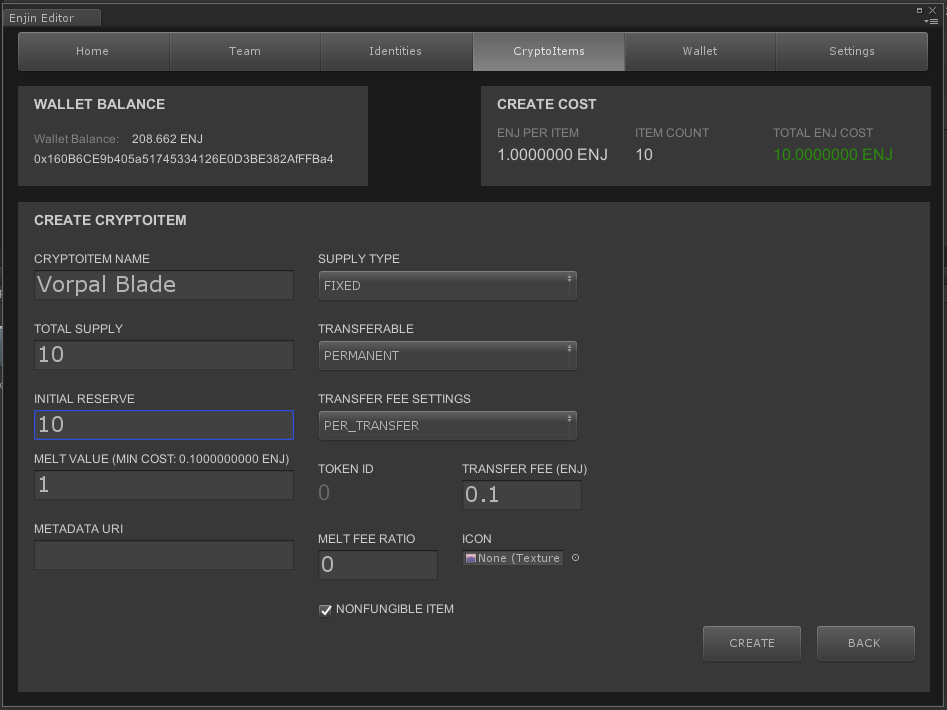 Enjin Editor
Home Team Identities CryptoItems Wallet Settings
WALLET BALANCE
Wallet Balance: 208.662 ENJ
0x160B6CE9b405a51745334126E0D3BE382AfFFBa4
CREATE COST
ENJ PER ITEM ITEM COUNT TOTAL ENJ COST
1.0000000 ENJ 10 10.0000000 ENJ
CREATE CRYPTOITEM
CRYPTOITEM NAME SUPPLY TYPE
Vorpal Blade FIXED
TOTAL SUPPLY TRANSFERABLE
10 PERMANENT
INITIAL RESERVE TRANSFER FEE SETTINGS
10 PER_TRANSFER
MELT VALUE (MIN COST: 0.1000000000 ENJ) TOKEN ID TRANSFER FEE (ENJ)
1 0 0.1
METADATA URI MELT FEE RATIO ICON
0 None (Texture
NONFUNGIBLE ITEM
CREATE BACK